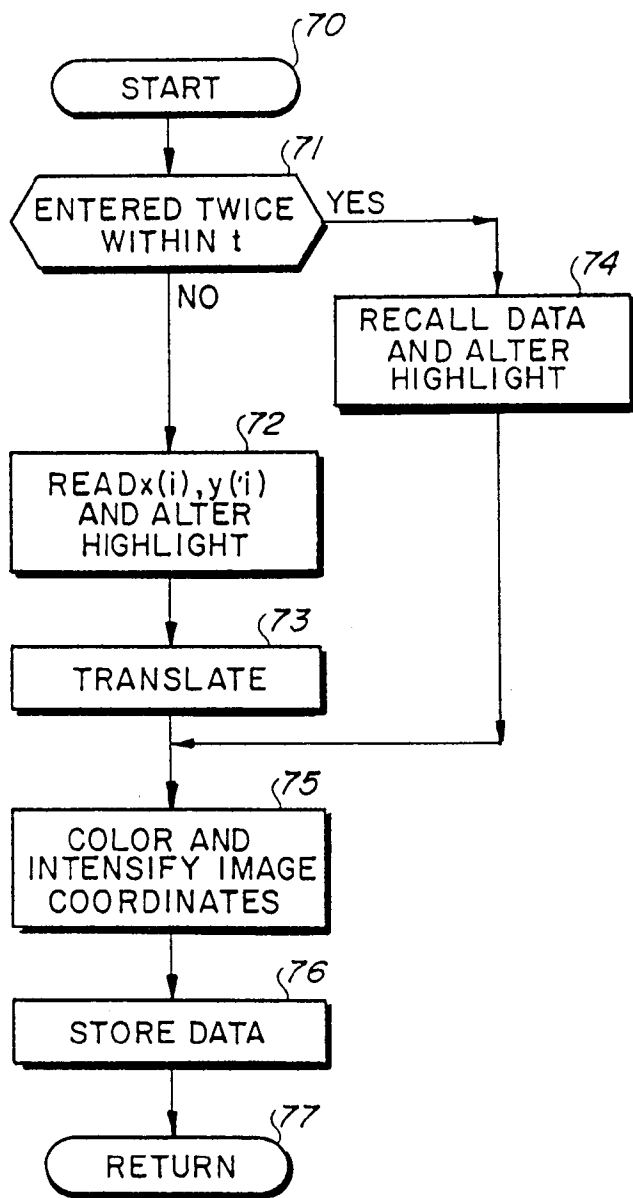 70
START
71
ENTERED TWICE
WITHIN t
YES
NO
74
RECALL DATA
AND ALTER
HIGHLIGHT
72
READx(i),y('i)
AND ALTER
HIGHLIGHT
73
TRANSLATE
75
COLOR AND
INTENSIFY IMAGE
COORDINATES
76
STORE DATA
77
RETURN